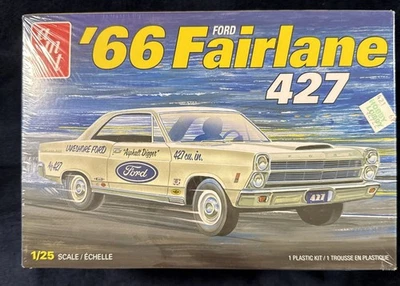 amt
FORD
'66 Fairlane
427
LAKESHORE FORD
"Asphalt Digger"
427 cu. in.
Ford
427
1/25 SCALE / ÉCHELLE
1 PLASTIC KIT / 1 TROUSSE EN PLASTIQUE